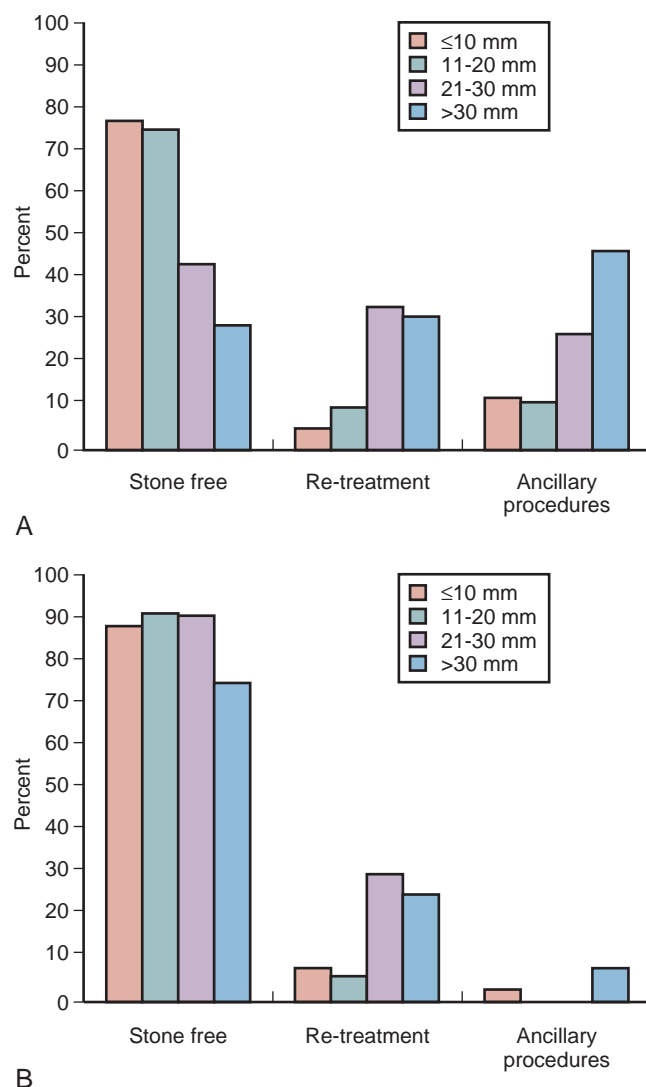 100
90
80
70
60
50
40
30
20
10
0
Percent
≤10 mm
11-20 mm
21-30 mm
>30 mm
Stone free
Re-treatment
Ancillary
procedures
A
100
90
80
70
60
50
40
30
20
10
0
Percent
≤10 mm
11-20 mm
21-30 mm
>30 mm
Stone free
Re-treatment
Ancillary
procedures
B